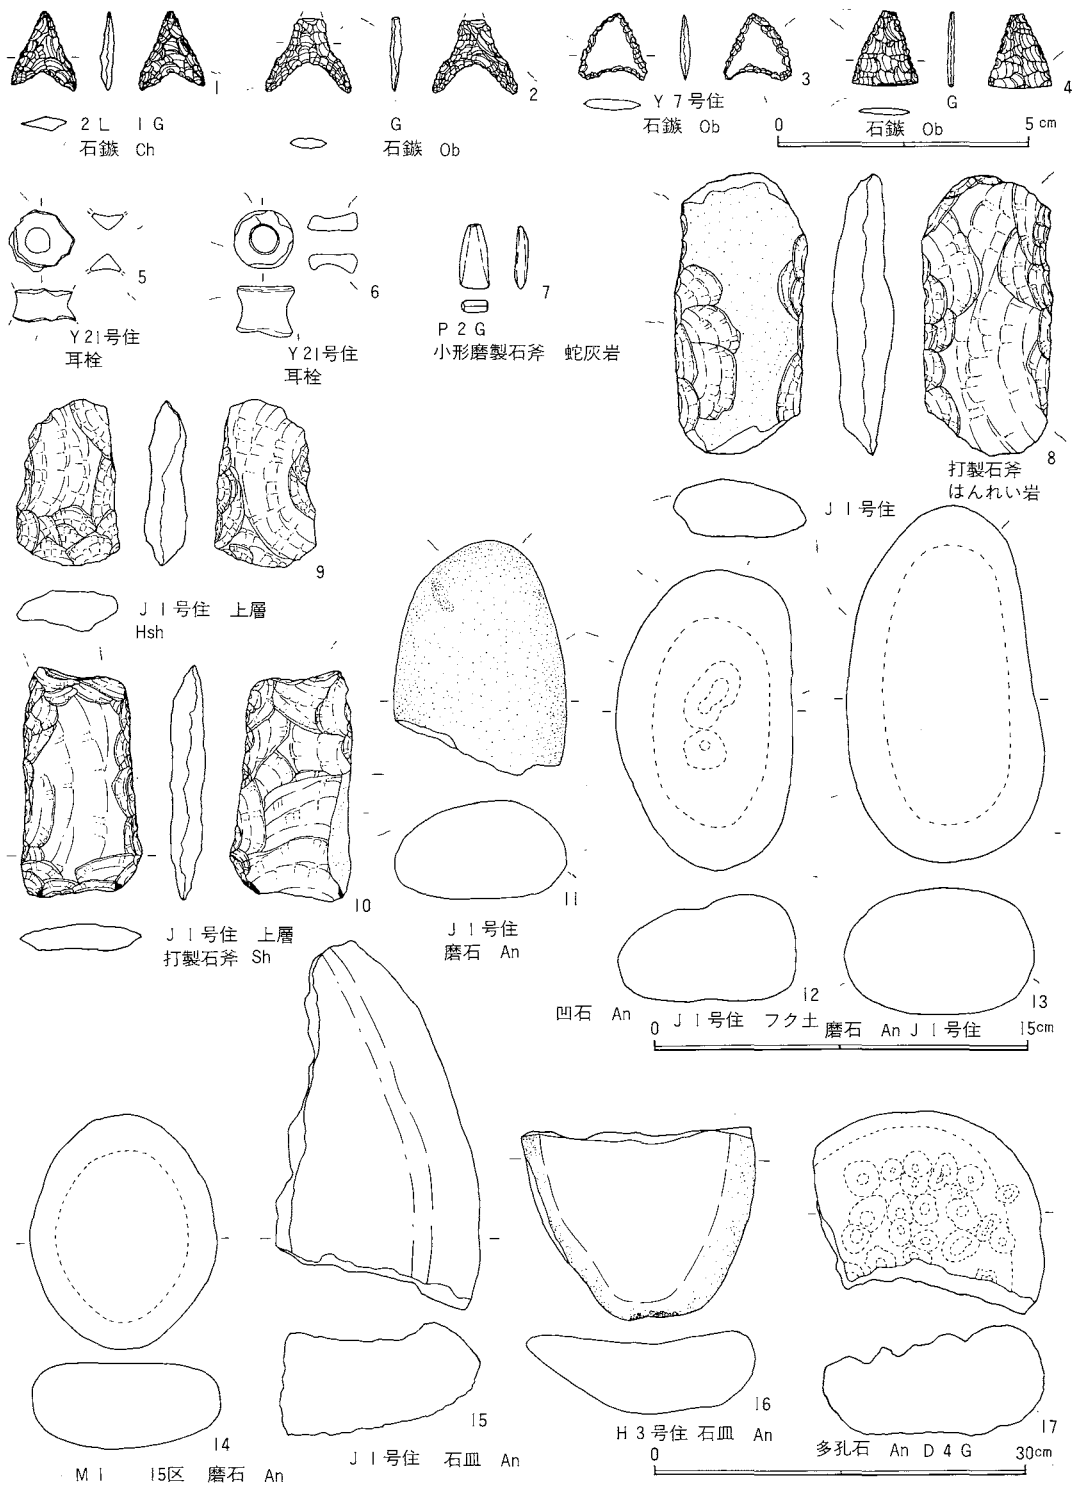 1
2L 1G
石鏃 Ch
2
G
石鏃 Ob
3
Y7号住
石鏃 Ob
4
G
石鏃 Ob
0 5cm
5
Y21号住
耳栓
6
Y21号住
耳栓
7
P2G
小形磨製石斧 蛇灰岩
8
打製石斧
はんれい岩
J1号住
9
J1号住 上層
Hsh
10
J1号住 上層
打製石斧 Sh
11
J1号住
磨石 An
12
凹石 An J1号住 フク土
13
磨石 An J1号住
0 15cm
14
M1 15区 磨石 An
15
J1号住 石皿 An
16
H3号住 石皿 An
17
多孔石 An D4G
0 30cm